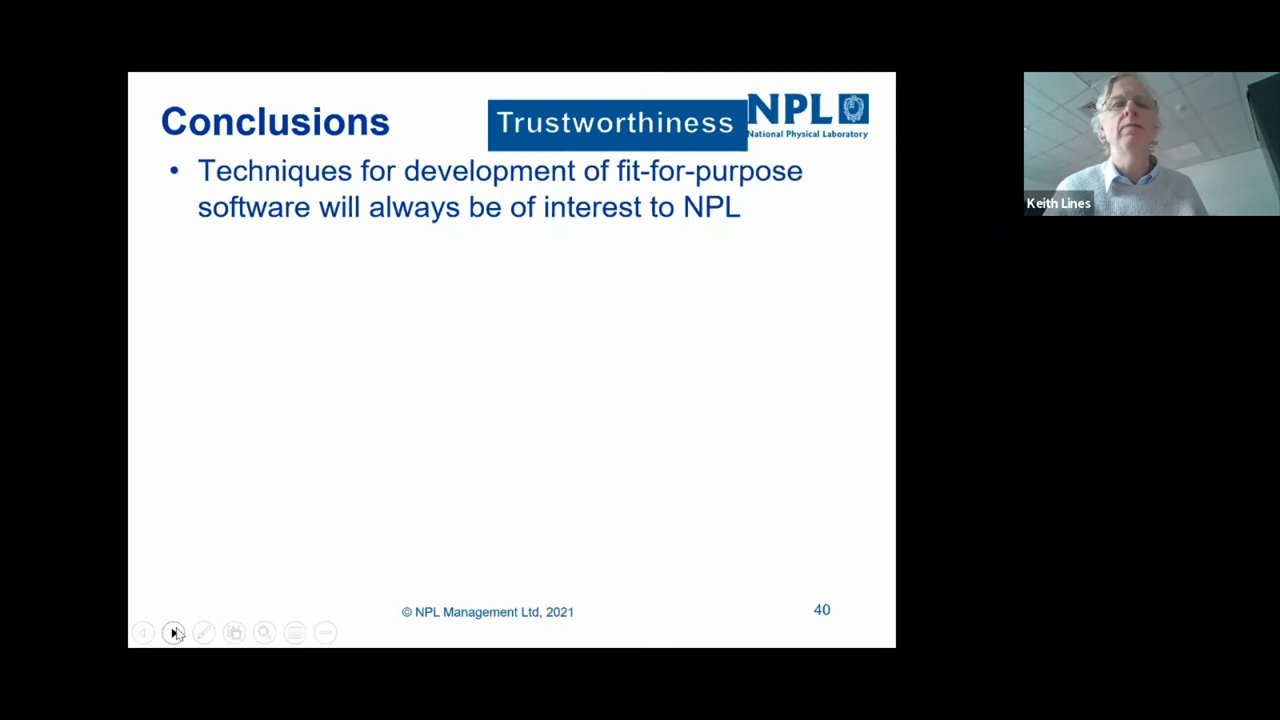 Conclusions
Trustworthiness
NPL
National Physical Laboratory
• Techniques for development of fit-for-purpose
software will always be of interest to NPL
© NPL Management Ltd, 2021
40
Keith Lines